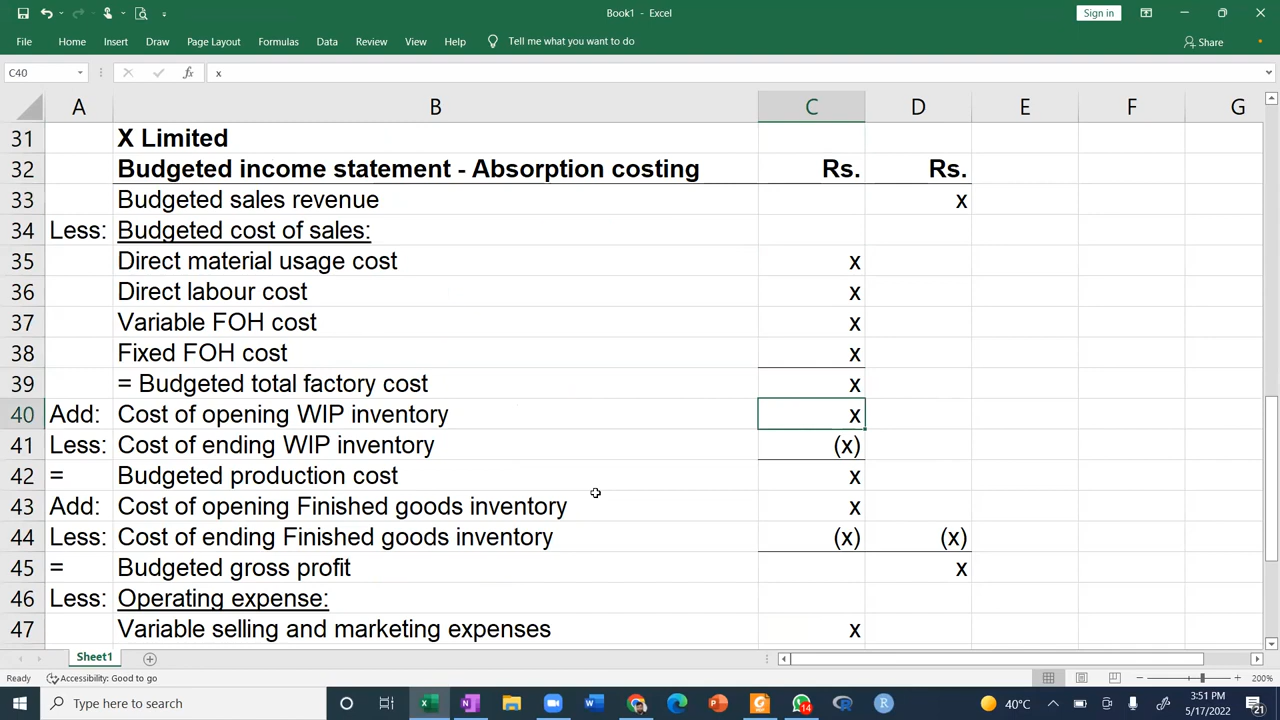 Book1 - Excel
Sign in
File Home Insert Draw Page Layout Formulas Data Review View Help Tell me what you want to do Share
C40 fx x
A B C D E F G
31 X Limited
32 Budgeted income statement - Absorption costing Rs. Rs.
33 Budgeted sales revenue x
34 Less: Budgeted cost of sales:
35 Direct material usage cost x
36 Direct labour cost x
37 Variable FOH cost x
38 Fixed FOH cost x
39 = Budgeted total factory cost x
40 Add: Cost of opening WIP inventory x
41 Less: Cost of ending WIP inventory (x)
42 = Budgeted production cost x
43 Add: Cost of opening Finished goods inventory x
44 Less: Cost of ending Finished goods inventory (x) (x)
45 = Budgeted gross profit x
46 Less: Operating expense:
47 Variable selling and marketing expenses x
Sheet1
Ready Accessibility: Good to go 200%
Type here to search 14 40°C 3:51 PM
5/17/2022 21